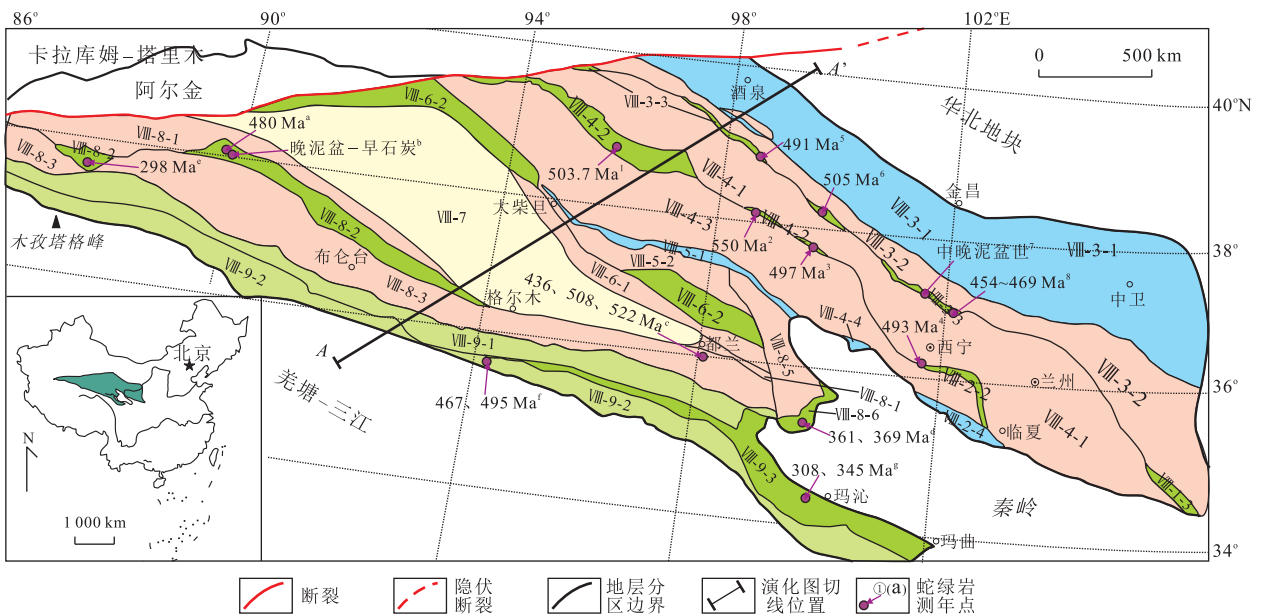 86°
90°
94°
98°
102°E
卡拉库姆–塔里木
阿尔金
A'
0 500 km
酒泉
40°N
华北地块
Ⅷ-6-2
Ⅷ-3-3
Ⅷ-4-2
Ⅷ-8-1
480 Ma^a
晚泥盆–早石炭^b
Ⅷ-8-2
Ⅷ-8-3
298 Ma^e
503.7 Ma^1
491 Ma^5
505 Ma^6
金昌
Ⅷ-4-1
Ⅷ-3-1
大柴旦
Ⅷ-7
Ⅷ-4-3
Ⅷ-4-2
550 Ma^2
497 Ma^3
Ⅷ-3-2
中晚泥盆世^7
Ⅷ-3-1
38°
木孜塔格峰
布仑台
Ⅷ-8-2
Ⅷ-5-1
Ⅷ-5-2
454~469 Ma^8
中卫
Ⅷ-9-2
Ⅷ-8-3
436、508、
522 Ma^c
格尔木
Ⅷ-6-1
Ⅷ-6-2
Ⅷ-4-4
493 Ma^4
西宁
北京
A
Ⅷ-9-1
都兰
Ⅷ-8-5
Ⅷ-2-2
兰州
Ⅷ-3-2
36°
羌塘–三江
467、495 Ma^f
Ⅷ-9-2
Ⅷ-8-1
Ⅷ-8-6
361、369 Ma^d
Ⅷ-2-4
临夏
Ⅷ-4-1
N
Ⅷ-9-3
308、345 Ma^g
玛沁
Ⅷ-1-3
秦岭
1 000 km
玛曲
34°
断裂
隐伏
断裂
地层分
区边界
演化图切
线位置
①(a)
蛇绿岩
测年点